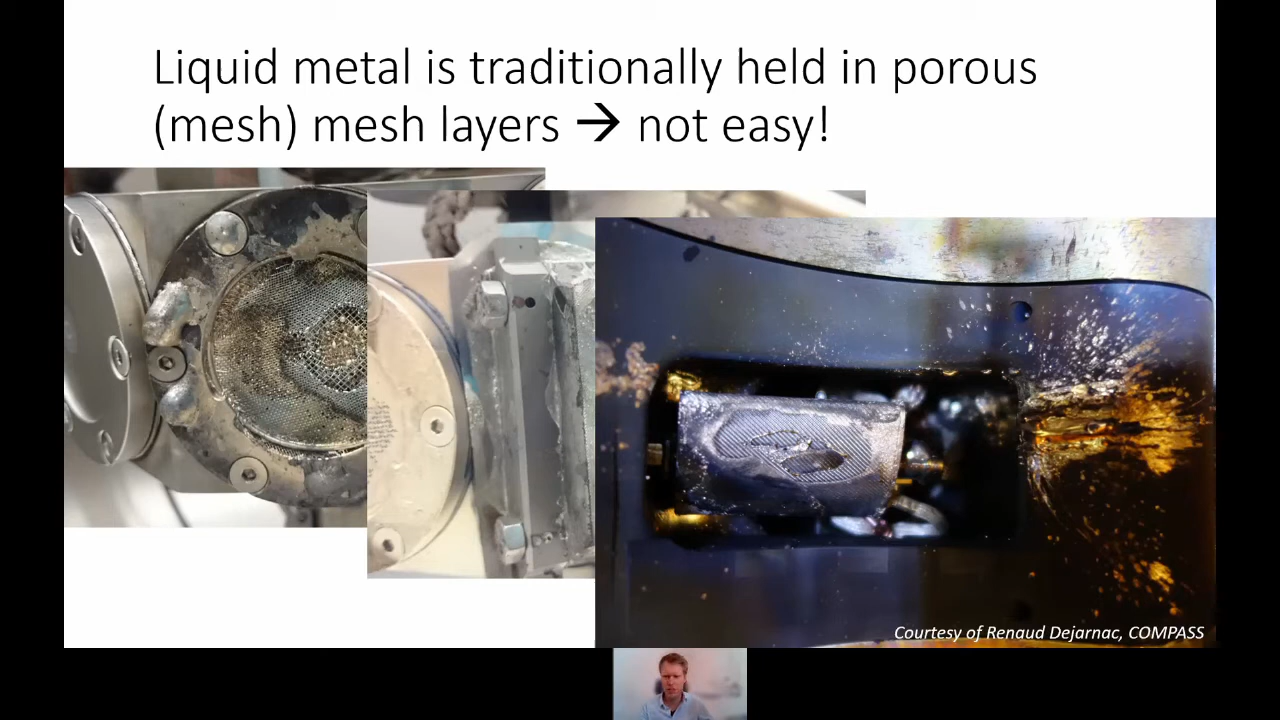 Liquid metal is traditionally held in porous
(mesh) mesh layers → not easy!
Courtesy of Renaud Dejarnac, COMPASS